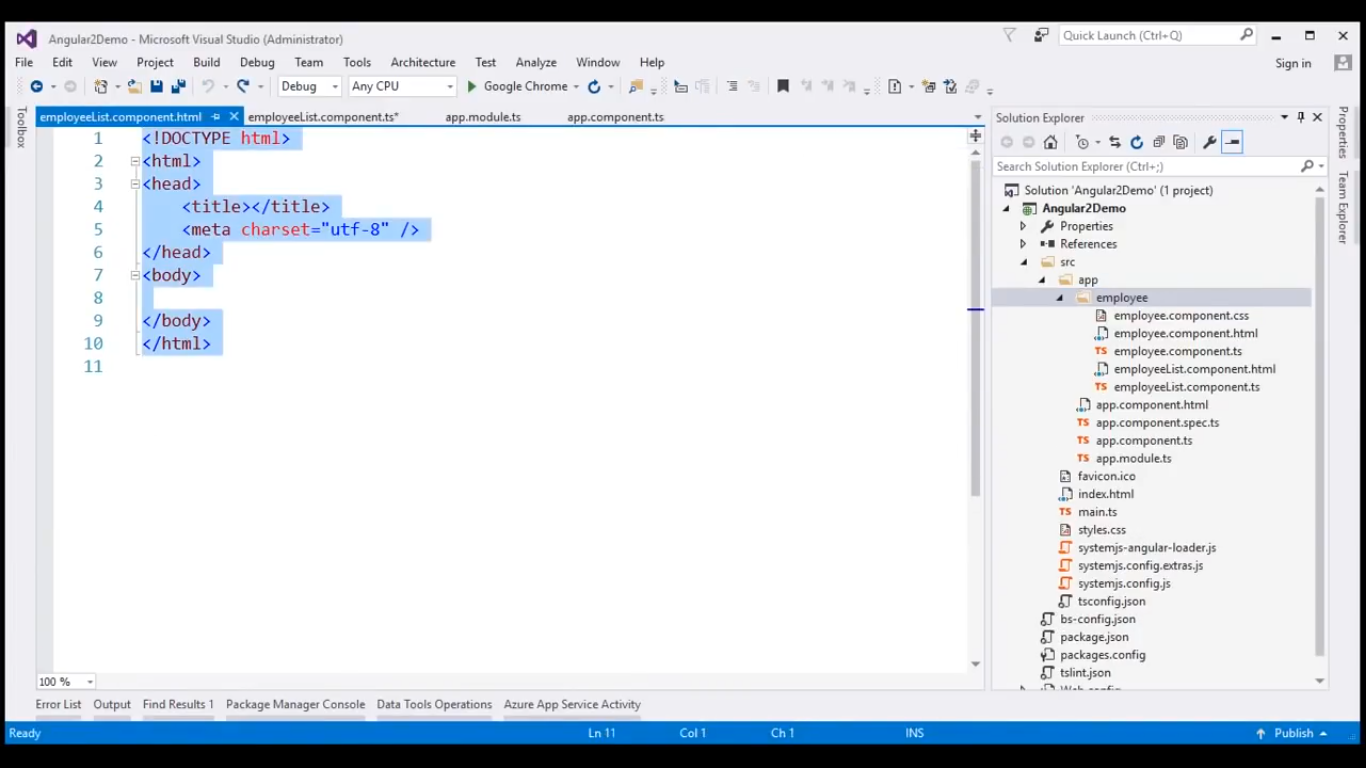 Angular2Demo - Microsoft Visual Studio (Administrator)
Quick Launch (Ctrl+Q)
File Edit View Project Build Debug Team Tools Architecture Test Analyze Window Help
Sign in
Debug Any CPU Google Chrome
Toolbox
employeeList.component.html employeeList.component.ts* app.module.ts app.component.ts
1 <!DOCTYPE html>
2 <html>
3 <head>
4 <title></title>
5 <meta charset="utf-8" />
6 </head>
7 <body>
8
9 </body>
10 </html>
11
100 %
Solution Explorer
Search Solution Explorer (Ctrl+;)
Solution 'Angular2Demo' (1 project)
Angular2Demo
Properties
References
src
app
employee
employee.component.css
employee.component.html
TS employee.component.ts
employeeList.component.html
TS employeeList.component.ts
app.component.html
TS app.component.spec.ts
TS app.component.ts
TS app.module.ts
favicon.ico
index.html
TS main.ts
styles.css
systemjs-angular-loader.js
systemjs.config.extras.js
systemjs.config.js
tsconfig.json
bs-config.json
package.json
packages.config
tslint.json
Properties
Team Explorer
Error List Output Find Results 1 Package Manager Console Data Tools Operations Azure App Service Activity
Ready Ln 11 Col 1 Ch 1 INS Publish